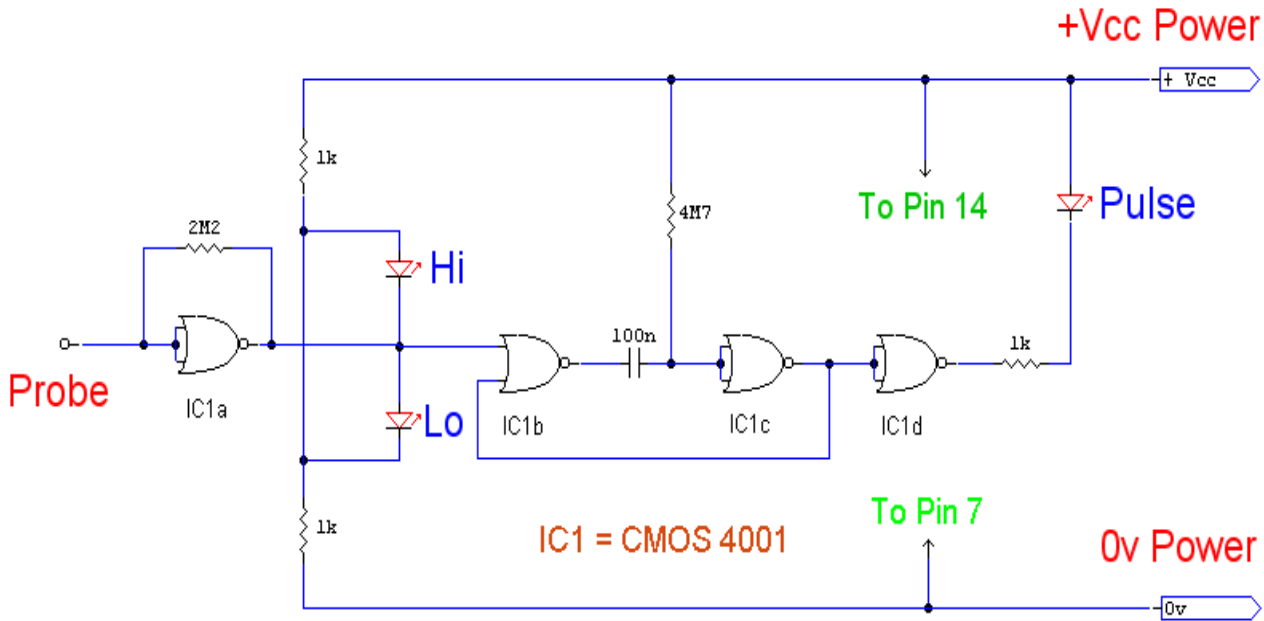 +Vcc Power
+ Vcc
1k
4M7
To Pin 14
Pulse
2M2
Hi
100n
1k
Probe
IC1a
Lo
IC1b
IC1c
IC1d
1k
IC1 = CMOS 4001
To Pin 7
0v Power
0v